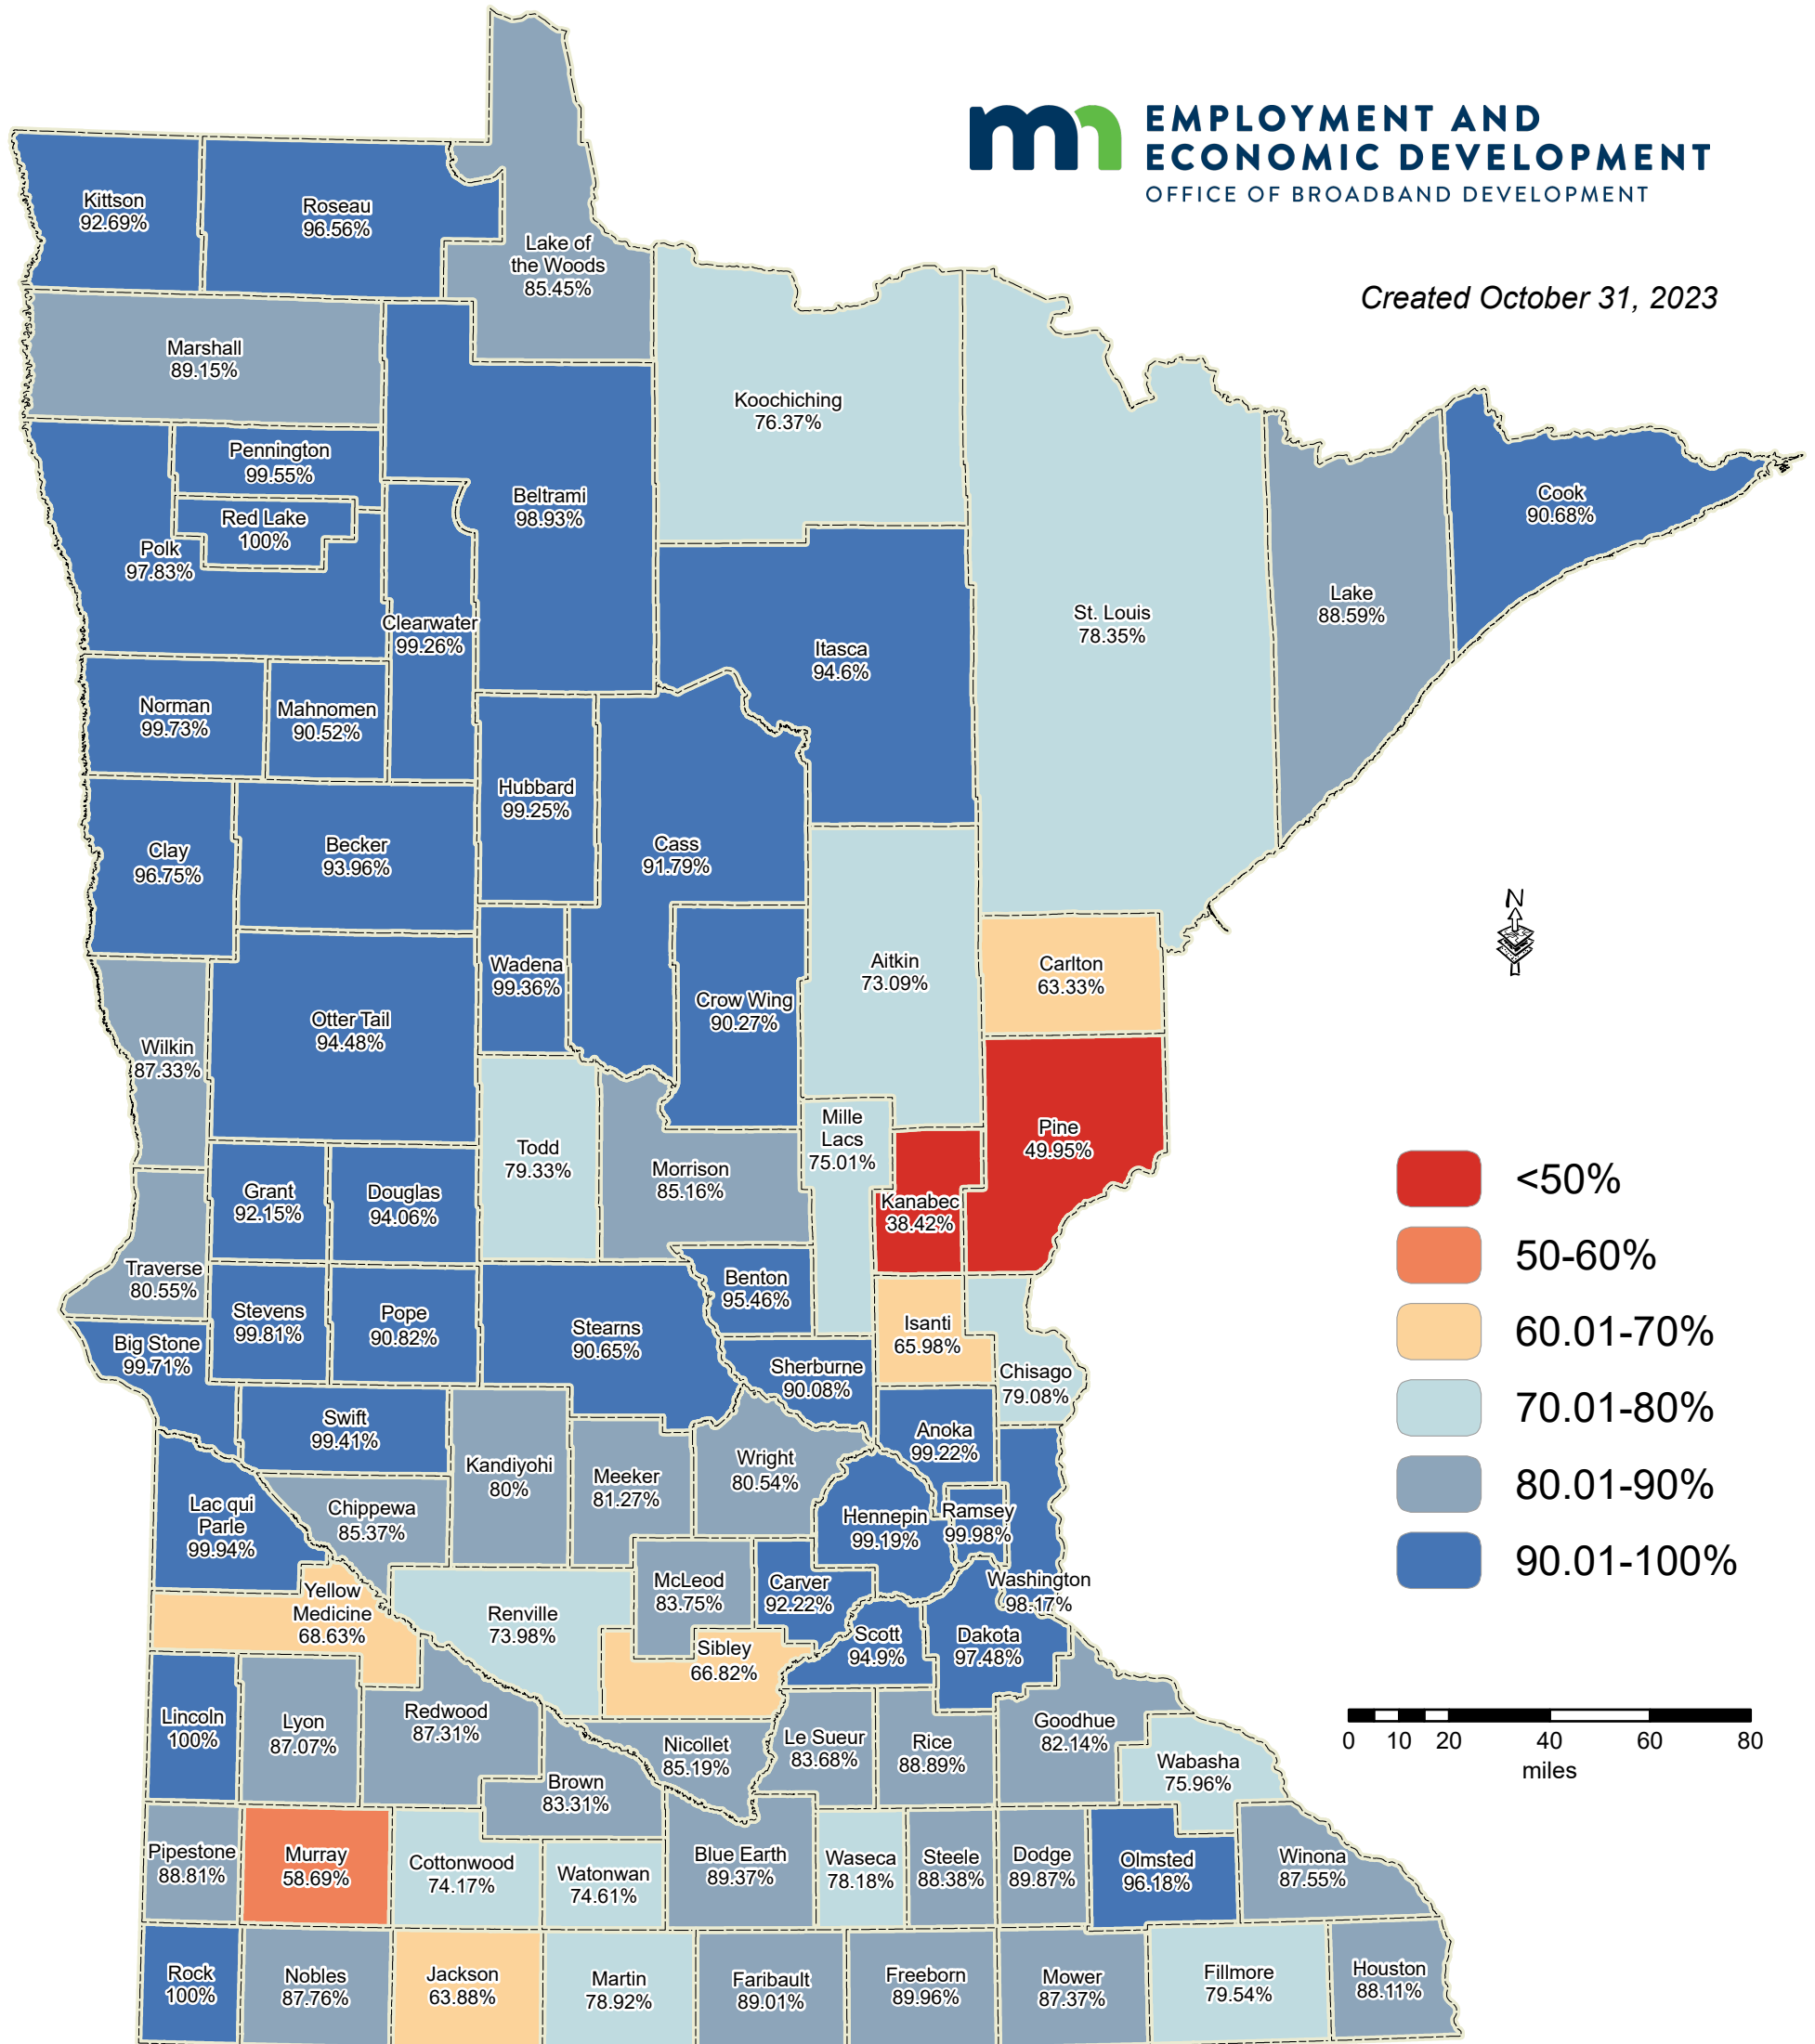 mn
EMPLOYMENT AND
ECONOMIC DEVELOPMENT
OFFICE OF BROADBAND DEVELOPMENT
Created October 31, 2023
Kittson
92.69%
Roseau
96.56%
Lake of
the Woods
85.45%
Marshall
89.15%
Koochiching
76.37%
Pennington
99.55%
Red Lake
100%
Polk
97.83%
Beltrami
98.93%
Cook
90.68%
Lake
88.59%
St. Louis
78.35%
Clearwater
99.26%
Itasca
94.6%
Norman
99.73%
Mahnomen
90.52%
Hubbard
99.25%
Clay
96.75%
Becker
93.96%
Cass
91.79%
N
Wadena
99.36%
Aitkin
73.09%
Carlton
63.33%
Otter Tail
94.48%
Crow Wing
90.27%
Wilkin
87.33%
Todd
79.33%
Mille
Lacs
75.01%
Pine
49.95%
Morrison
85.16%
Grant
92.15%
Douglas
94.06%
Kanabec
38.42%
Traverse
80.55%
Benton
95.46%
Stevens
99.81%
Pope
90.82%
Stearns
90.65%
Isanti
65.98%
Big Stone
99.71%
Sherburne
90.08%
Chisago
79.08%
Swift
99.41%
Anoka
99.22%
Kandiyohi
80%
Meeker
81.27%
Wright
80.54%
Lac qui
Parle
99.94%
Chippewa
85.37%
Hennepin
99.19%
Ramsey
99.98%
Yellow
Medicine
68.63%
McLeod
83.75%
Carver
92.22%
Washington
98.17%
Renville
73.98%
Sibley
66.82%
Scott
94.9%
Dakota
97.48%
Lincoln
100%
Lyon
87.07%
Redwood
87.31%
Nicollet
85.19%
Le Sueur
83.68%
Rice
88.89%
Goodhue
82.14%
Wabasha
75.96%
Brown
83.31%
Pipestone
88.81%
Murray
58.69%
Cottonwood
74.17%
Watonwan
74.61%
Blue Earth
89.37%
Waseca
78.18%
Steele
88.38%
Dodge
89.87%
Olmsted
96.18%
Winona
87.55%
Rock
100%
Nobles
87.76%
Jackson
63.88%
Martin
78.92%
Faribault
89.01%
Freeborn
89.96%
Mower
87.37%
Fillmore
79.54%
Houston
88.11%
<50%
50-60%
60.01-70%
70.01-80%
80.01-90%
90.01-100%
0 10 20 40 60 80
miles